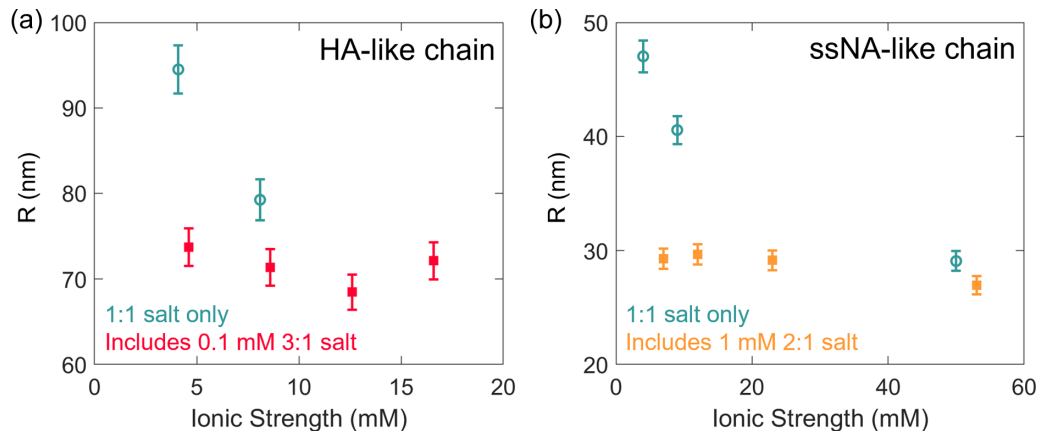 (a)
HA-like chain
100
90
80
70
60
R (nm)
1:1 salt only
Includes 0.1 mM 3:1 salt
0 5 10 15 20
Ionic Strength (mM)
(b)
ssNA-like chain
50
40
30
20
R (nm)
1:1 salt only
Includes 1 mM 2:1 salt
0 20 40 60
Ionic Strength (mM)